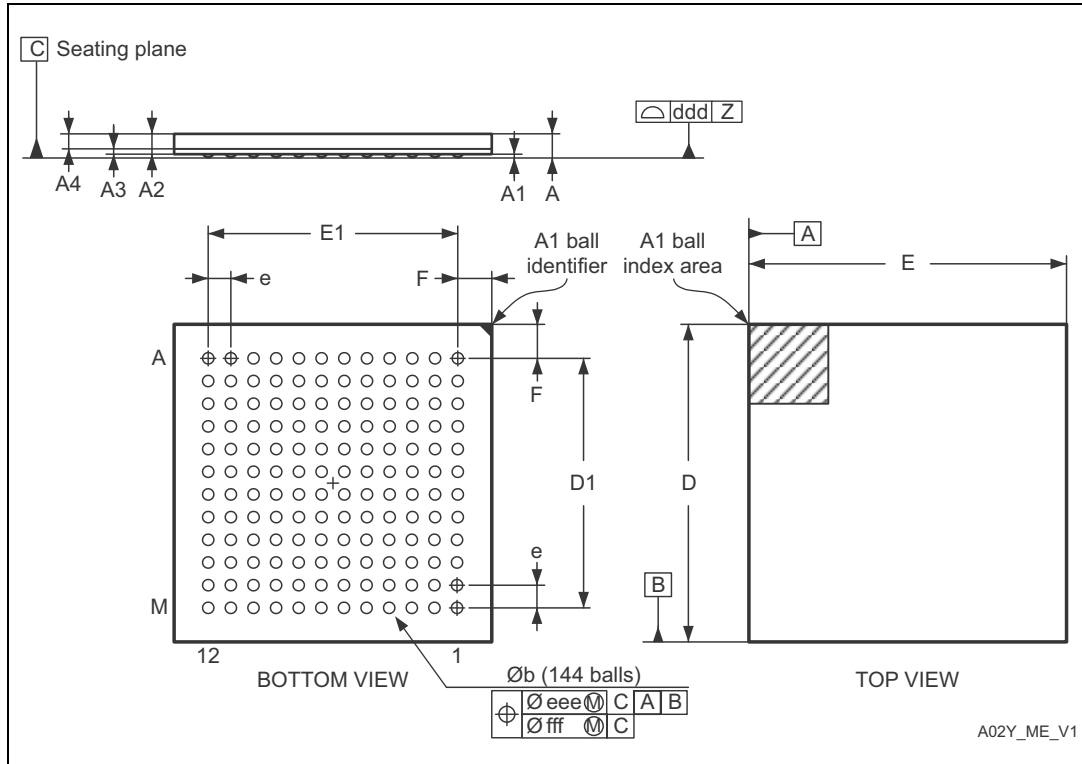 C Seating plane
ddd Z
A4 A3 A2 A1 A
E1
e
F
A1 ball
identifier
A1 ball
index area
A
E
A
F
D1
D
e
B
M
12
1
BOTTOM VIEW
Øb (144 balls)
TOP VIEW
Ø eee M C A B
Ø fff M C
A02Y_ME_V1